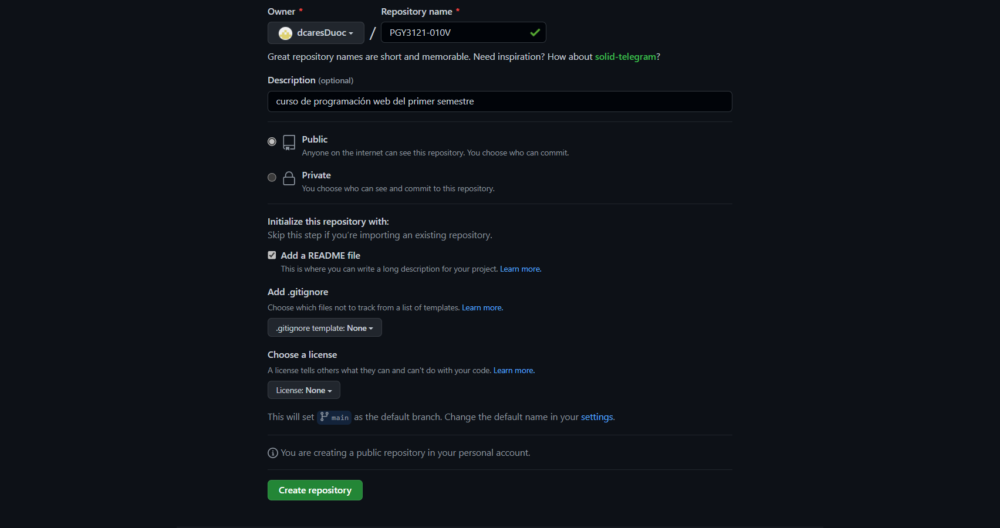 Owner *
Repository name *
dcaresDuoc
/
PGY3121-010V
Great repository names are short and memorable. Need inspiration? How about solid-telegram?
Description (optional)
curso de programación web del primer semestre
Public
Anyone on the internet can see this repository. You choose who can commit.
Private
You choose who can see and commit to this repository.
Initialize this repository with:
Skip this step if you’re importing an existing repository.
Add a README file
This is where you can write a long description for your project. Learn more.
Add .gitignore
Choose which files not to track from a list of templates. Learn more.
.gitignore template: None
Choose a license
A license tells others what they can and can't do with your code. Learn more.
License: None
This will set main as the default branch. Change the default name in your settings.
You are creating a public repository in your personal account.
Create repository